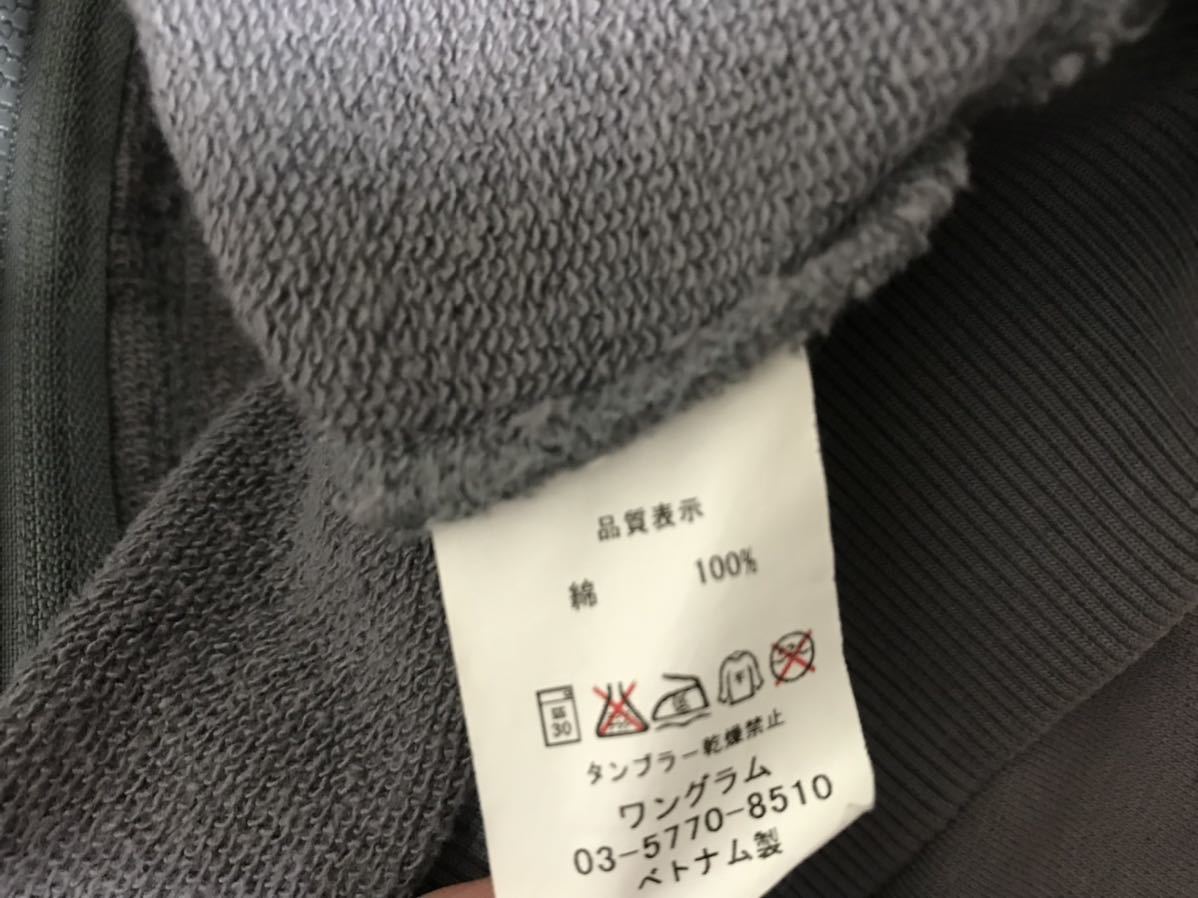 品質表示
綿 100%
30
タンブラー乾燥禁止
ワングラム
03-5770-8510
ベトナム製